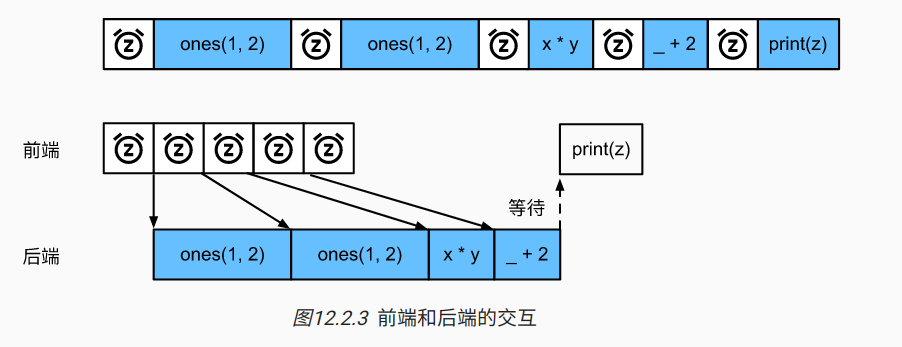 z ones(1, 2) z ones(1, 2) z x * y z _ + 2 z print(z)
前端 z z z z z print(z)
等待
后端 ones(1, 2) ones(1, 2) x * y _ + 2
图12.2.3 前端和后端的交互